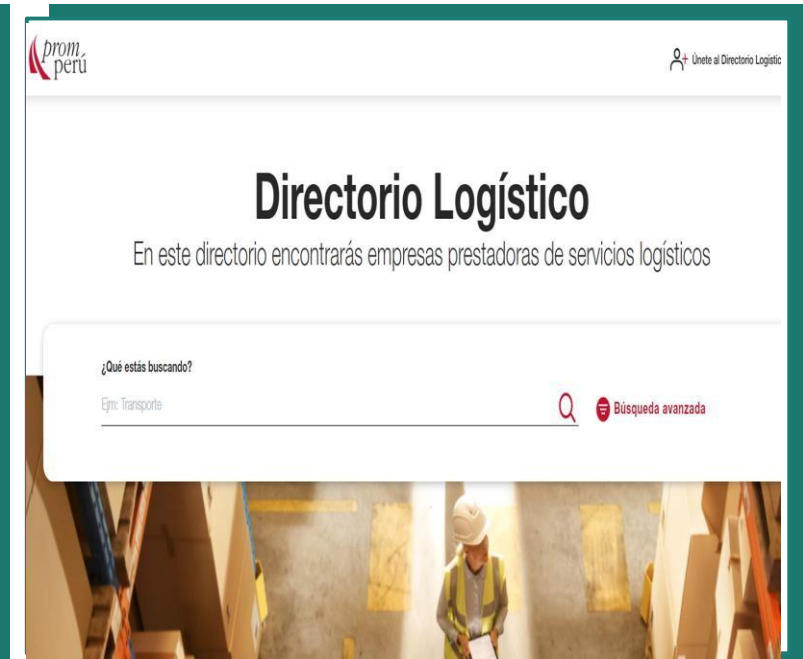 prom
perú
Únete al Directorio Logístic
Directorio Logístico
En este directorio encontrarás empresas prestadoras de servicios logísticos
¿Qué estás buscando?
Ejm: Transporte
Búsqueda avanzada